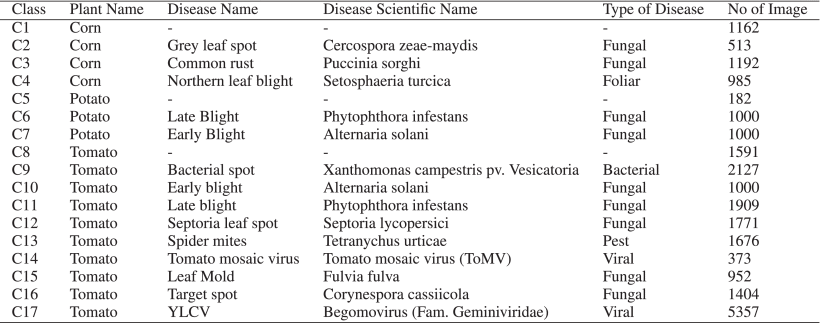 Class Plant Name Disease Name Disease Scientific Name Type of Disease No of Image
C1 Corn - - - 1162
C2 Corn Grey leaf spot Cercospora zeae-maydis Fungal 513
C3 Corn Common rust Puccinia sorghi Fungal 1192
C4 Corn Northern leaf blight Setosphaeria turcica Foliar 985
C5 Potato - - - 182
C6 Potato Late Blight Phytophthora infestans Fungal 1000
C7 Potato Early Blight Alternaria solani Fungal 1000
C8 Tomato - - - 1591
C9 Tomato Bacterial spot Xanthomonas campestris pv. Vesicatoria Bacterial 2127
C10 Tomato Early blight Alternaria solani Fungal 1000
C11 Tomato Late blight Phytophthora infestans Fungal 1909
C12 Tomato Septoria leaf spot Septoria lycopersici Fungal 1771
C13 Tomato Spider mites Tetranychus urticae Pest 1676
C14 Tomato Tomato mosaic virus Tomato mosaic virus (ToMV) Viral 373
C15 Tomato Leaf Mold Fulvia fulva Fungal 952
C16 Tomato Target spot Corynespora cassiicola Fungal 1404
C17 Tomato YLCV Begomovirus (Fam. Geminiviridae) Viral 5357